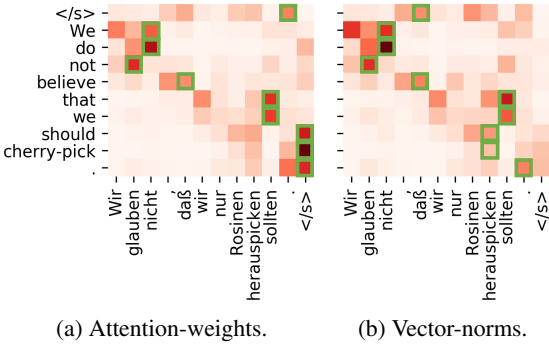 </s>
We
do
not
believe
that
we
should
cherry-pick
.
Wir
glauben
nicht
,
daß
wir
nur
Rosinen
herauspicken
sollten
.
</s>
Wir
glauben
nicht
,
daß
wir
nur
Rosinen
herauspicken
sollten
.
</s>
(a) Attention-weights.
(b) Vector-norms.